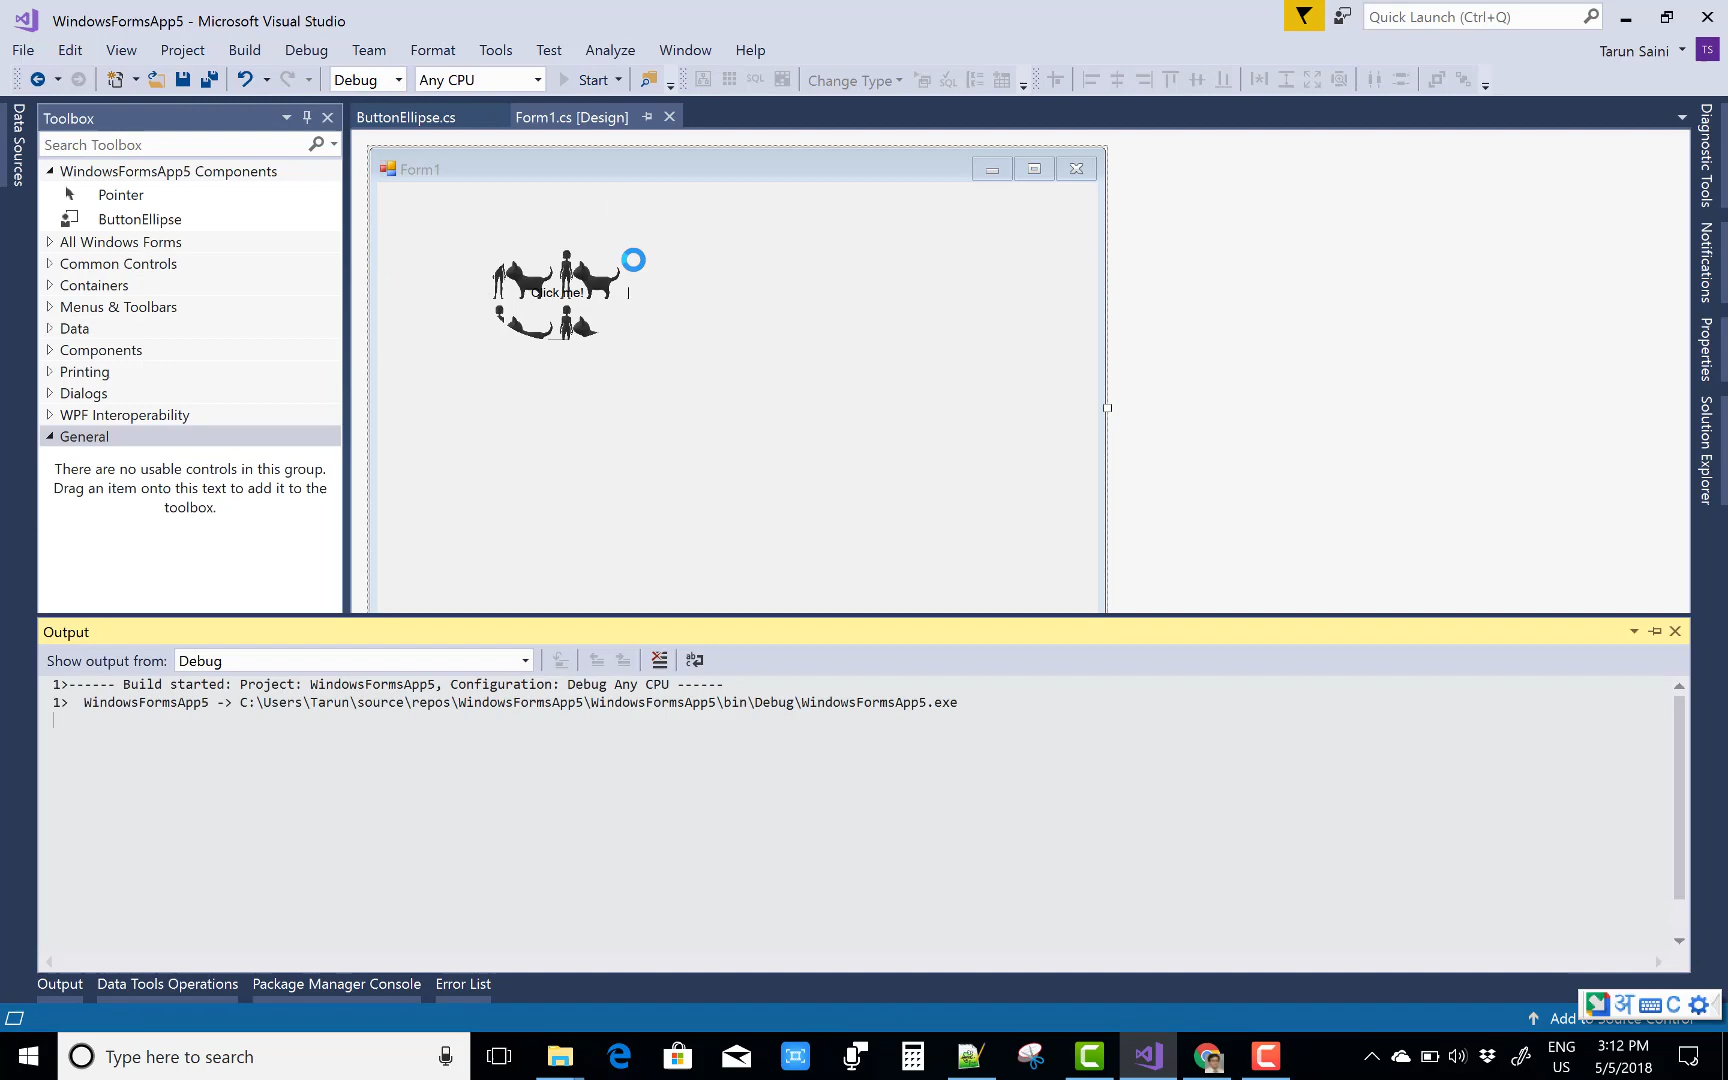 WindowsFormsApp5 - Microsoft Visual Studio
Quick Launch (Ctrl+Q)
File Edit View Project Build Debug Team Format Tools Test Analyze Window Help
Tarun Saini TS
Debug Any CPU Start SQL Change Type
Data Sources
Toolbox
Search Toolbox
WindowsFormsApp5 Components
Pointer
ButtonEllipse
All Windows Forms
Common Controls
Containers
Menus & Toolbars
Data
Components
Printing
Dialogs
WPF Interoperability
General
There are no usable controls in this group.
Drag an item onto this text to add it to the
toolbox.
ButtonEllipse.cs Form1.cs [Design]
Form1
Click me!
Diagnostic Tools
Notifications
Properties
Solution Explorer
Output
Show output from: Debug
1>------ Build started: Project: WindowsFormsApp5, Configuration: Debug Any CPU ------
1>  WindowsFormsApp5 -> C:\Users\Tarun\source\repos\WindowsFormsApp5\WindowsFormsApp5\bin\Debug\WindowsFormsApp5.exe
Output Data Tools Operations Package Manager Console Error List
अ C
Add to Source Control
Type here to search
ENG
US
3:12 PM
5/5/2018